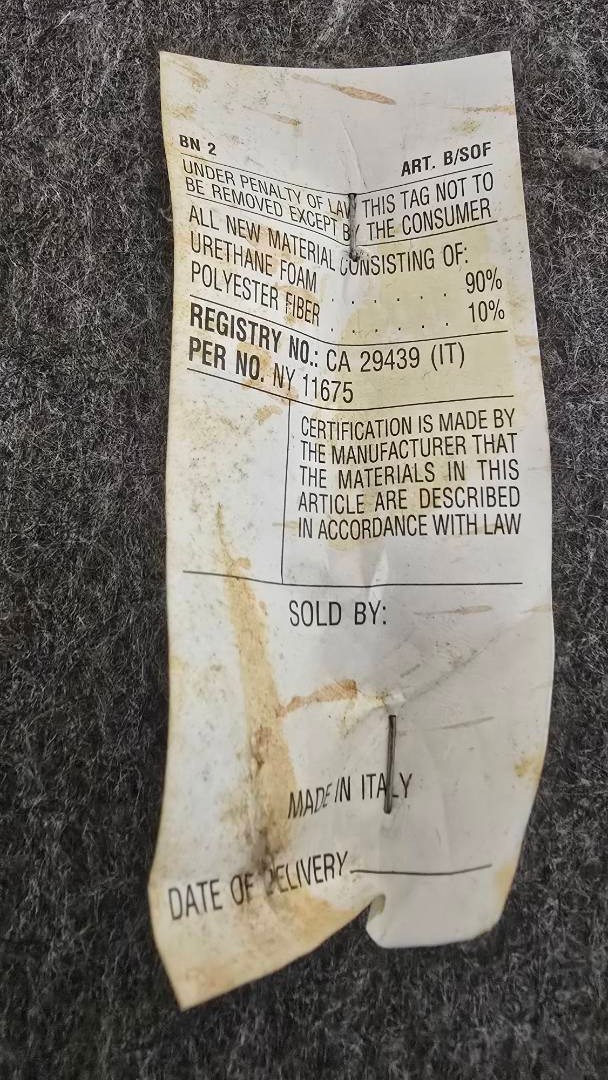 BN 2 ART. B/SOF
UNDER PENALTY OF LAW THIS TAG NOT TO
BE REMOVED EXCEPT BY THE CONSUMER
ALL NEW MATERIAL CONSISTING OF:
URETHANE FOAM . . . . . . 90%
POLYESTER FIBER . . . . . . 10%
REGISTRY NO.: CA 29439 (IT)
PER NO. NY 11675
CERTIFICATION IS MADE BY
THE MANUFACTURER THAT
THE MATERIALS IN THIS
ARTICLE ARE DESCRIBED
IN ACCORDANCE WITH LAW
SOLD BY:
MADE IN ITALY
DATE OF DELIVERY